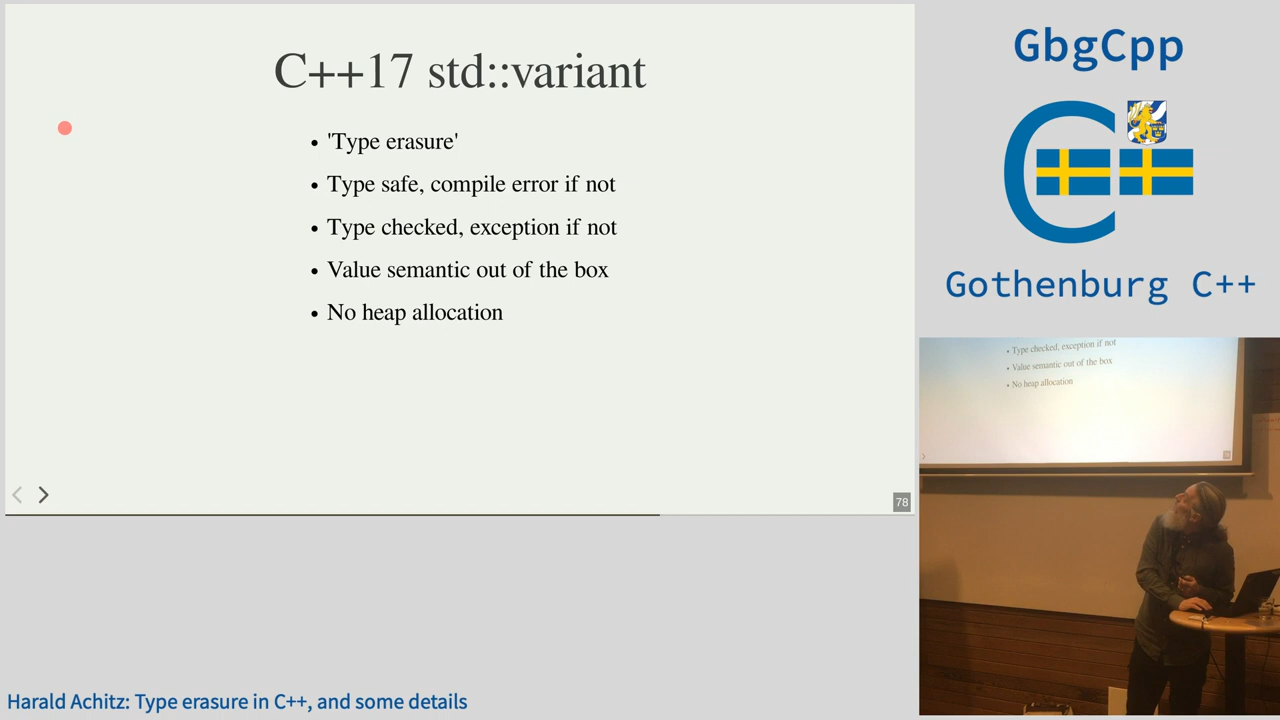 C++17 std::variant
• 'Type erasure'
• Type safe, compile error if not
• Type checked, exception if not
• Value semantic out of the box
• No heap allocation
78
GbgCpp
C
Gothenburg C++
• Type checked, exception if not
• Value semantic out of the box
• No heap allocation
Harald Achitz: Type erasure in C++, and some details